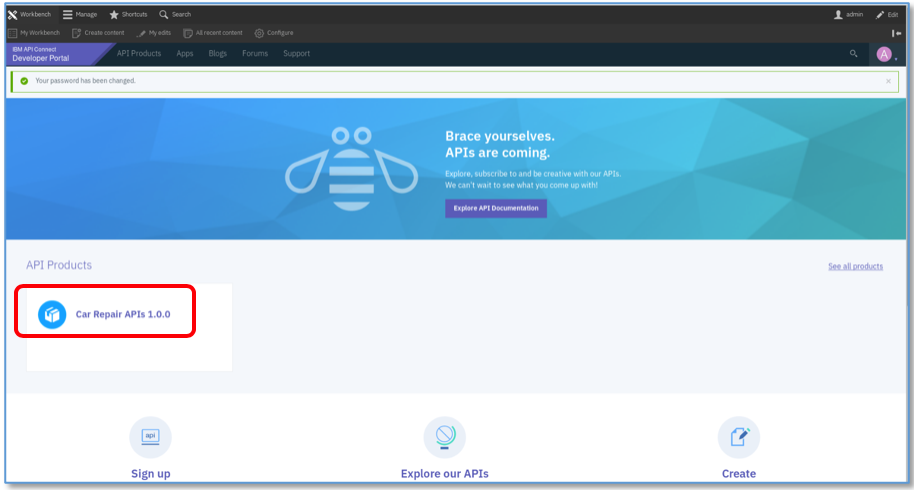 Workbench Manage Shortcuts Search admin Edit
My Workbench Create content My edits All recent content Configure
IBM API Connect
Developer Portal
API Products Apps Blogs Forums Support
A
Your password has been changed.
Brace yourselves.
APIs are coming.
Explore, subscribe to and be creative with our APIs.
We can't wait to see what you come up with!
Explore API Documentation
API Products
See all products
Car Repair APIs 1.0.0
api
Sign up
Explore our APIs
Create